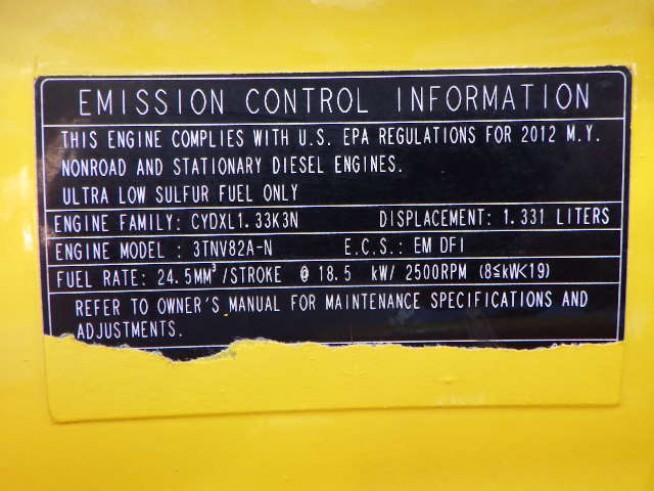 EMISSION CONTROL INFORMATION
THIS ENGINE COMPLIES WITH U.S. EPA REGULATIONS FOR 2012 M.Y.
NONROAD AND STATIONARY DIESEL ENGINES.
ULTRA LOW SULFUR FUEL ONLY
ENGINE FAMILY: CYDXL1.33K3N DISPLACEMENT: 1.331 LITERS
ENGINE MODEL : 3TNV82A-N E.C.S.: EM DFI
FUEL RATE: 24.5MM³/STROKE @ 18.5 kW/ 2500RPM (8≦kW<19)
REFER TO OWNER'S MANUAL FOR MAINTENANCE SPECIFICATIONS AND
ADJUSTMENTS.